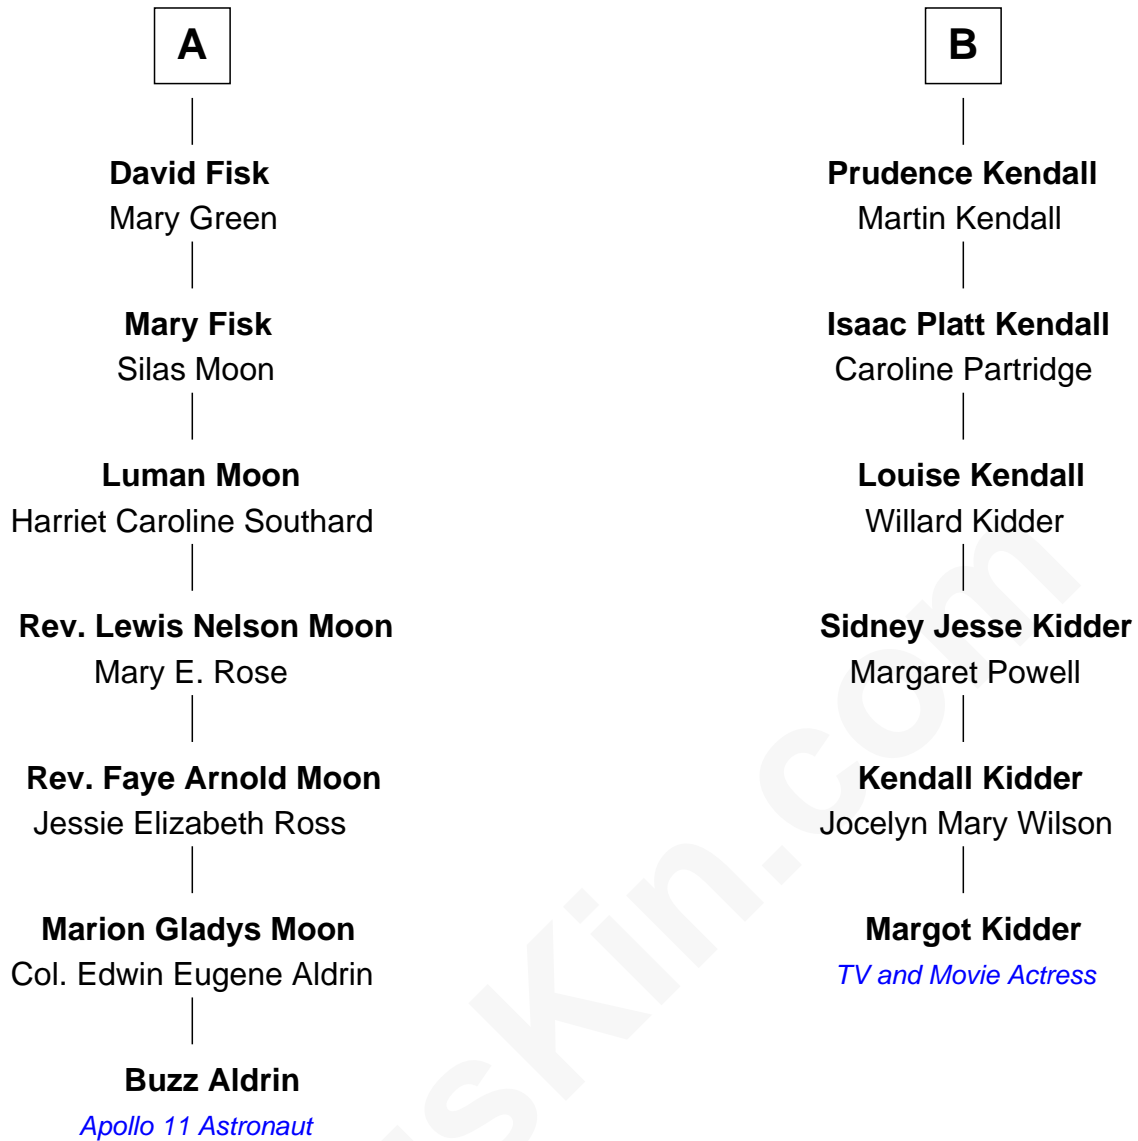 A
David Fisk
Mary Green
Mary Fisk
Silas Moon
Luman Moon
Harriet Caroline Southard
Rev. Lewis Nelson Moon
Mary E. Rose
Rev. Faye Arnold Moon
Jessie Elizabeth Ross
Marion Gladys Moon
Col. Edwin Eugene Aldrin
Buzz Aldrin
Apollo 11 Astronaut
B
Prudence Kendall
Martin Kendall
Isaac Platt Kendall
Caroline Partridge
Louise Kendall
Willard Kidder
Sidney Jesse Kidder
Margaret Powell
Kendall Kidder
Jocelyn Mary Wilson
Margot Kidder
TV and Movie Actress